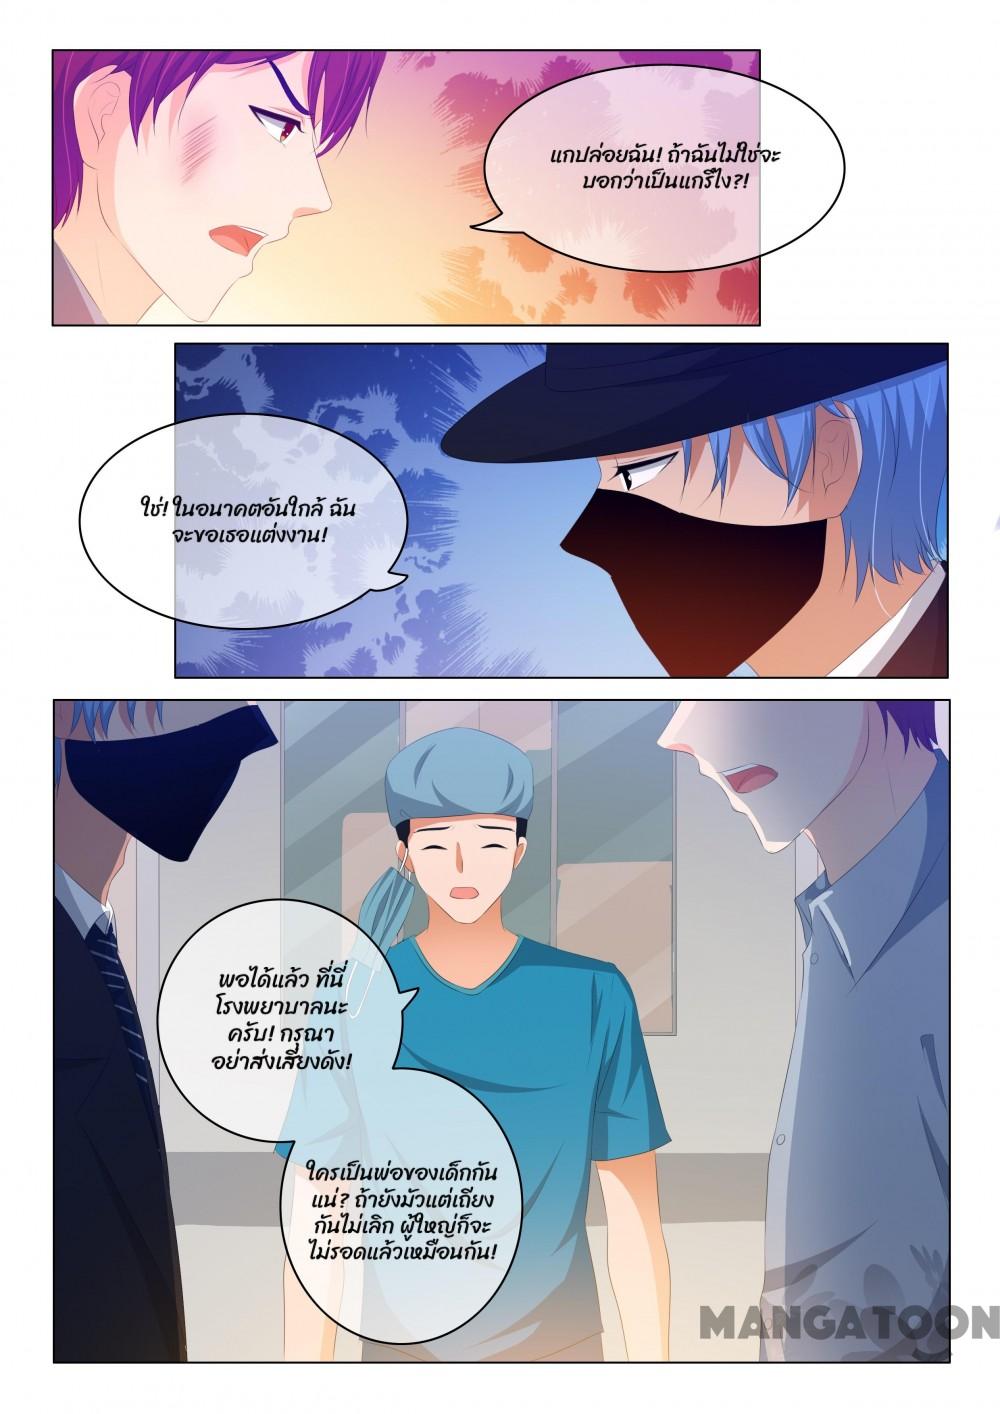 แกปล่อยฉัน! ถ้าฉันไม่ใช่จะ
บอกว่าเป็นแกรึไง?!
ใช่! ในอนาคตอันใกล้ ฉัน
จะขอเธอแต่งงาน!
พอได้แล้ว ที่นี่
โรงพยาบาลนะ
ครับ! กรุณา
อย่าส่งเสียงดัง!
ใครเป็นพ่อของเด็กกัน
แน่? ถ้ายังมัวแต่เถียง
กันไม่เลิก ผู้ใหญ่ก็จะ
ไม่รอดแล้วเหมือนกัน!
MANGATOON